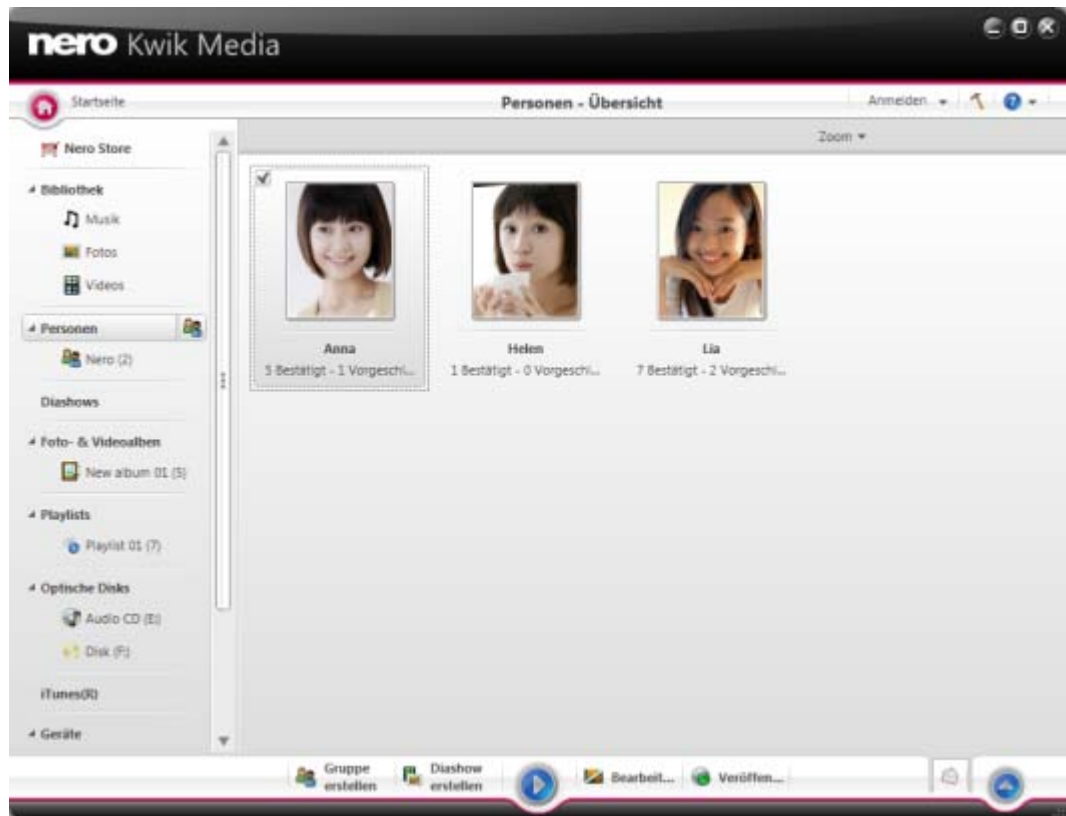 nero Kwik Media
Startseite
Personen - Übersicht
Anmelden
Zoom
Nero Store
Bibliothek
Musik
Fotos
Videos
Personen
Nero (2)
Diashows
Foto- & Videoalben
New album 01 (5)
Playlists
Playlist 01 (7)
Optische Disks
Audio CD (E:)
Disk (F:)
iTunes(R)
Geräte
Anna
5 Bestätigt - 1 Vorgeschl...
Helen
1 Bestätigt - 0 Vorgeschl...
Lia
7 Bestätigt - 2 Vorgeschl...
Gruppe
erstellen
Diashow
erstellen
Bearbeit...
Veröffen...